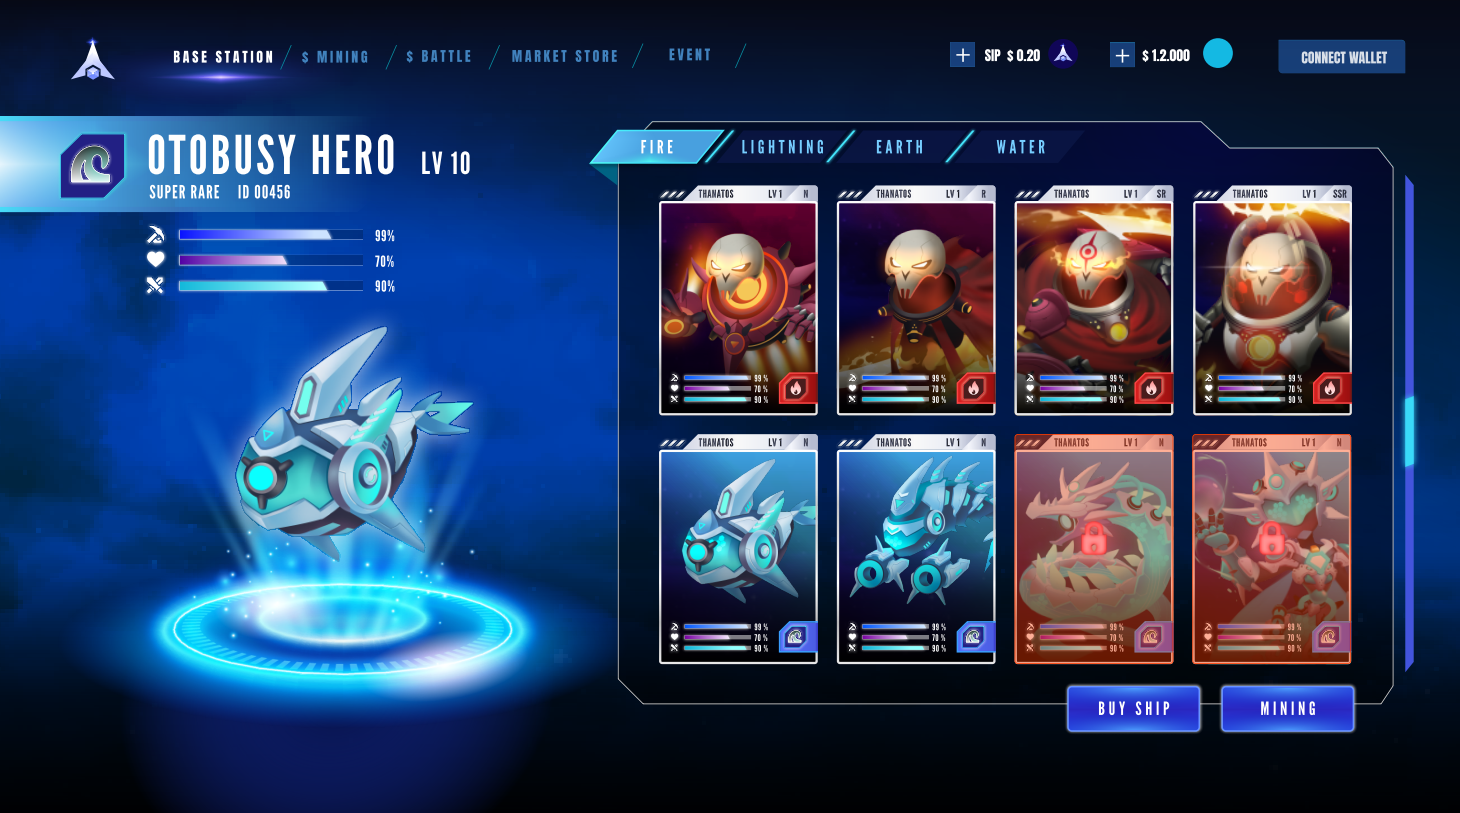 BASE STATION $ MINING $ BATTLE MARKET STORE EVENT SIP $ 0.20 $ 1.2.000 CONNECT WALLET
OTOBUSY HERO LV 10
SUPER RARE ID 00456
99%
70%
90%
FIRE LIGHTNING EARTH WATER
THANATOS LV 1 N THANATOS LV 1 R THANATOS LV 1 SR THANATOS LV 1 SSR
99 % 99 % 99 % 99 %
70 % 70 % 70 % 70 %
90 % 90 % 90 % 90 %
THANATOS LV 1 N THANATOS LV 1 N THANATOS LV 1 N THANATOS LV 1 N
99 % 99 % 99 % 99 %
70 % 70 % 70 % 70 %
90 % 90 % 90 % 90 %
BUY SHIP MINING